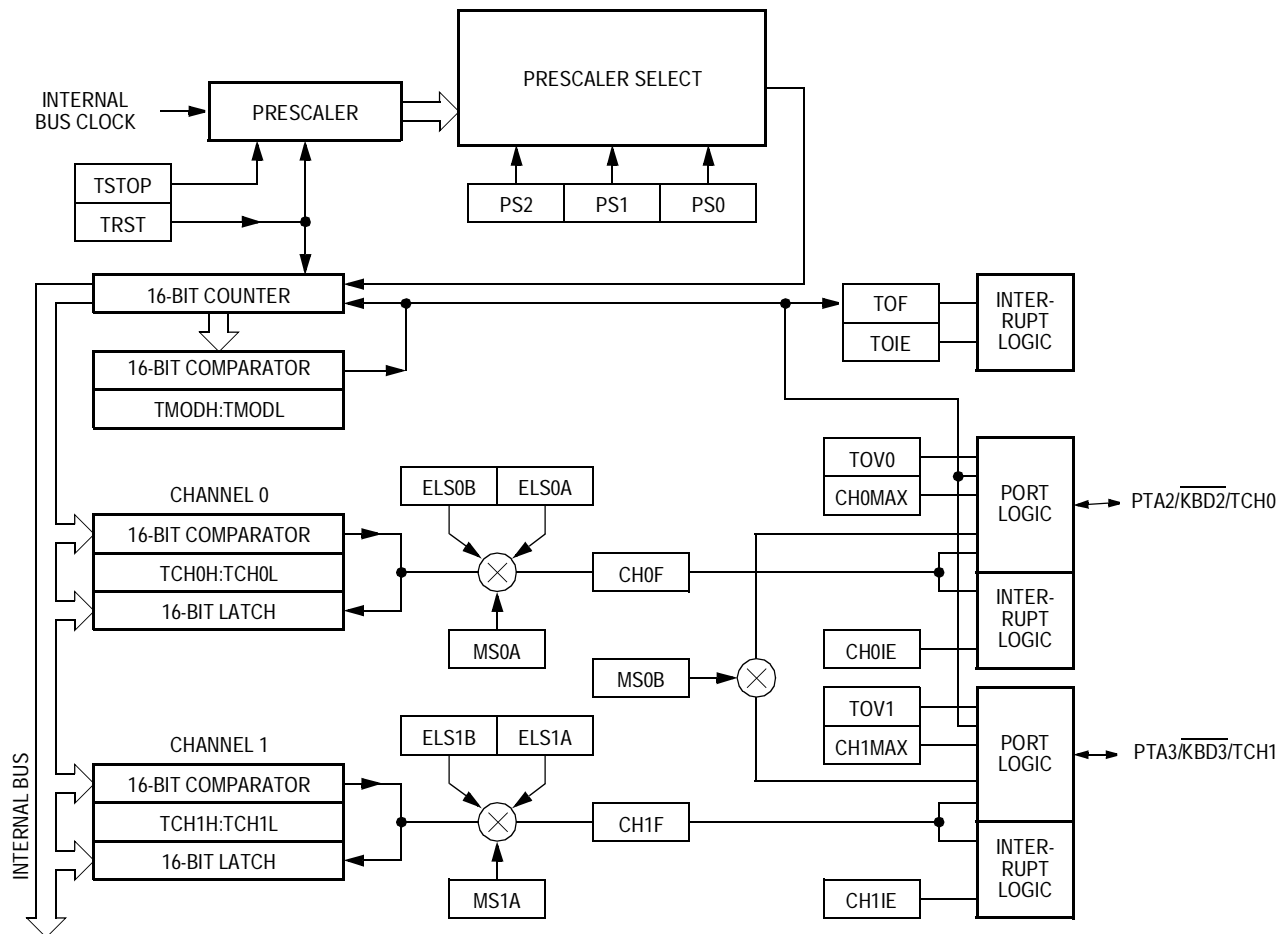 PRESCALER SELECT
INTERNAL
BUS CLOCK
PRESCALER
TSTOP
TRST
PS2
PS1
PS0
16-BIT COUNTER
16-BIT COMPARATOR
TMODH:TMODL
TOF
TOIE
INTER-
RUPT
LOGIC
CHANNEL 0
16-BIT COMPARATOR
TCH0H:TCH0L
16-BIT LATCH
ELS0B
ELS0A
MS0A
CH0F
TOV0
CH0MAX
PORT
LOGIC
PTA2/KBD2/TCH0
INTER-
RUPT
LOGIC
CH0IE
MS0B
CHANNEL 1
16-BIT COMPARATOR
TCH1H:TCH1L
16-BIT LATCH
ELS1B
ELS1A
MS1A
CH1F
TOV1
CH1MAX
PORT
LOGIC
PTA3/KBD3/TCH1
INTER-
RUPT
LOGIC
CH1IE
INTERNAL BUS